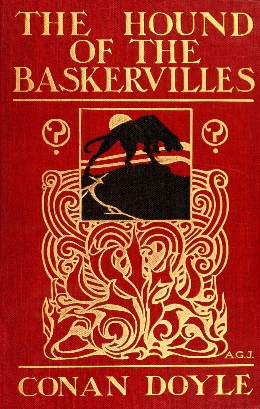 THE HOUND
OF THE
BASKERVILLES
? ?
A.G.J.
CONAN DOYLE